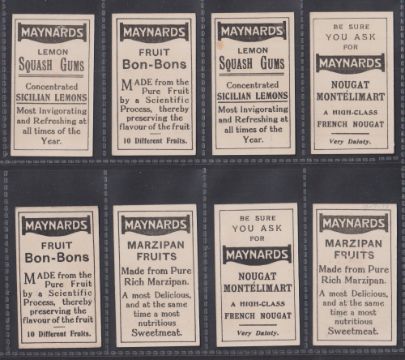 MAYNARDS
LEMON
SQUASH GUMS
Concentrated
SICILIAN LEMONS
Most Invigorating
and Refreshing at
all times of the
Year.
MAYNARDS
FRUIT
BON-BONS
MADE from the
Pure Fruit
by a Scientific
Process, thereby
preserving the
flavour of the fruit
10 Different Fruits.
MAYNARDS
LEMON
SQUASH GUMS
Concentrated
SICILIAN LEMONS
Most Invigorating
and Refreshing at
all times of the
Year.
BE SURE
YOU ASK
FOR
MAYNARDS
NOUGAT
MONTÉLIMART
A HIGH-CLASS
FRENCH NOUGAT
Very Dainty.
MAYNARDS
FRUIT
BON-BONS
MADE from the
Pure Fruit
by a Scientific
Process, thereby
preserving the
flavour of the fruit
10 Different Fruits.
MAYNARDS
MARZIPAN
FRUITS
Made from Pure
Rich Marzipan.
A most Delicious,
and at the same
time a most
nutritious
Sweetmeat.
BE SURE
YOU ASK
FOR
MAYNARDS
NOUGAT
MONTÉLIMART
A HIGH-CLASS
FRENCH NOUGAT
Very Dainty.
MAYNARDS
MARZIPAN
FRUITS
Made from Pure
Rich Marzipan.
A most Delicious,
and at the same
time a most
nutritious
Sweetmeat.